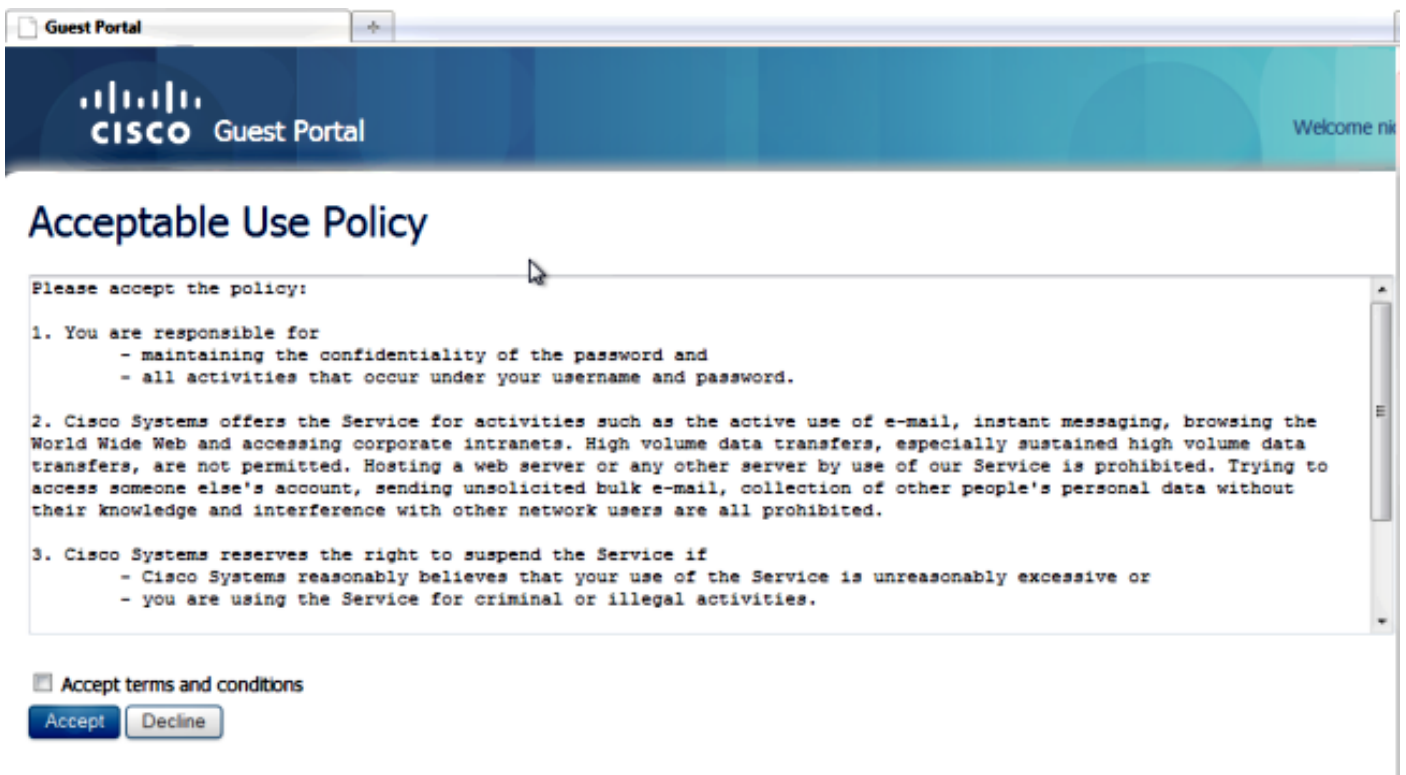 Guest Portal
CISCO Guest Portal
Welcome
Acceptable Use Policy
Please accept the policy:
1. You are responsible for
- maintaining the confidentiality of the password and
- all activities that occur under your username and password.
2. Cisco Systems offers the Service for activities such as the active use of e-mail, instant messaging, browsing the
World Wide Web and accessing corporate intranets. High volume data transfers, especially sustained high volume data
transfers, are not permitted. Hosting a web server or any other server by use of our Service is prohibited. Trying to
access someone else's account, sending unsolicited bulk e-mail, collection of other people's personal data without
their knowledge and interference with other network users are all prohibited.
3. Cisco Systems reserves the right to suspend the Service if
- Cisco Systems reasonably believes that your use of the Service is unreasonably excessive or
- you are using the Service for criminal or illegal activities.
Accept terms and conditions
Accept Decline